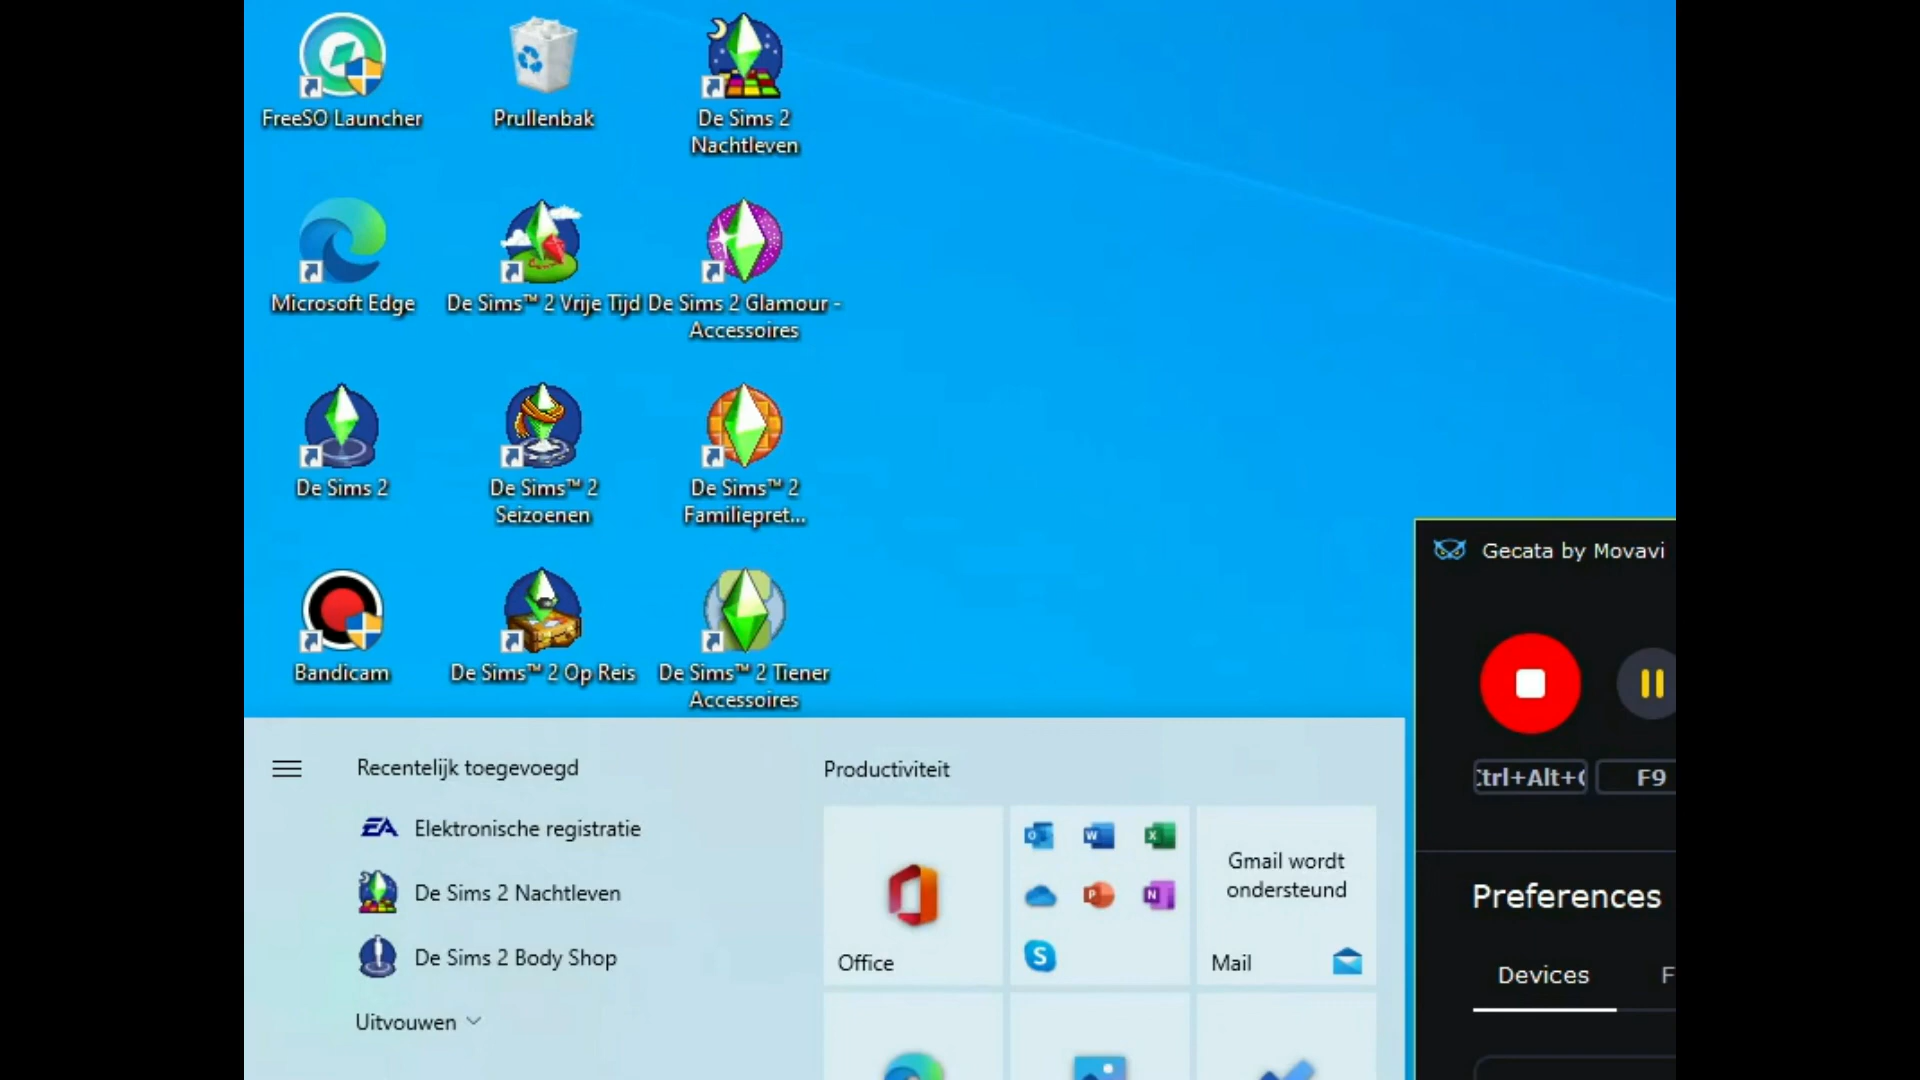 FreeSO Launcher
Prullenbak
De Sims 2
Nachtleven
Microsoft Edge
De Sims™ 2 Vrije Tijd
De Sims 2 Glamour -
Accessoires
De Sims 2
De Sims™ 2
Seizoenen
De Sims™ 2
Familiepret...
Bandicam
De Sims™ 2 Op Reis
De Sims™ 2 Tiener
Accessoires
Recentelijk toegevoegd
EA Elektronische registratie
De Sims 2 Nachtleven
De Sims 2 Body Shop
Uitvouwen
Productiviteit
Office
Gmail wordt
ondersteund
Mail
Gecata by Movavi
Ctrl+Alt+
F9
Preferences
Devices
F